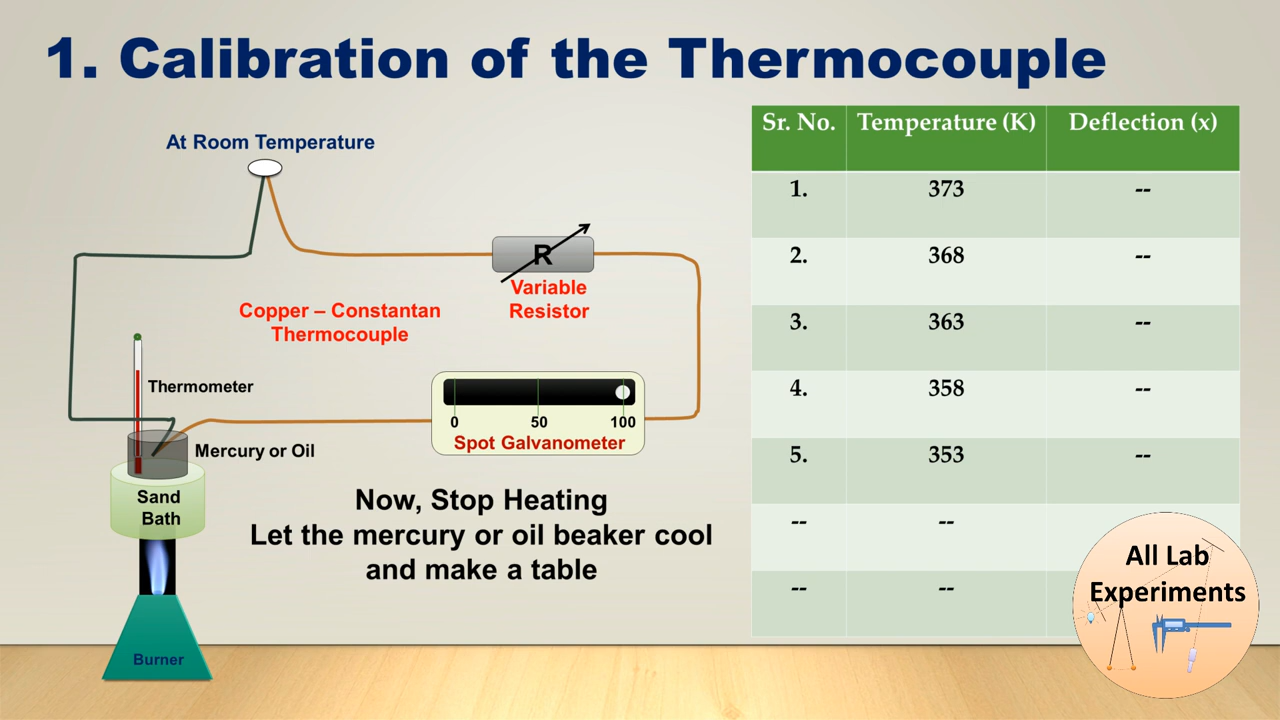 1. Calibration of the Thermocouple
At Room Temperature
R
Variable
Resistor
Copper – Constantan
Thermocouple
Thermometer
0 50 100
Spot Galvanometer
Mercury or Oil
Sand
Bath
Burner
Now, Stop Heating
Let the mercury or oil beaker cool
and make a table
Sr. No. Temperature (K) Deflection (x)
1. 373 --
2. 368 --
3. 363 --
4. 358 --
5. 353 --
-- --
-- --
All Lab
Experiments